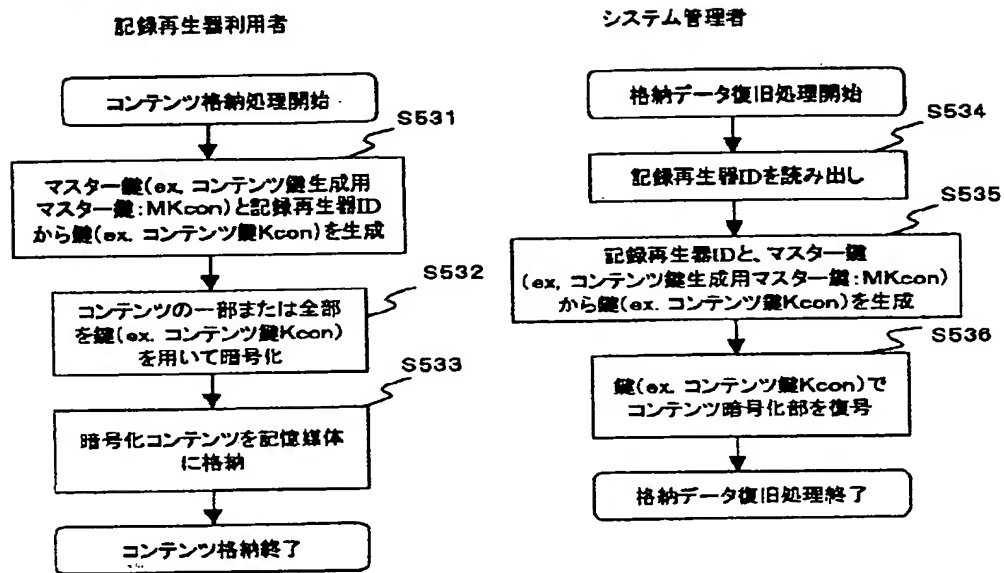 記録再生器利用者
コンテンツ格納処理開始
S531
マスター鍵(ex, コンテンツ鍵生成用
マスター鍵:MKcon)と記録再生器ID
から鍵(ex. コンテンツ鍵Kcon)を生成
S532
コンテンツの一部または全部
を鍵(ex. コンテンツ鍵Kcon)
を用いて暗号化
S533
暗号化コンテンツを記憶媒体
に格納
コンテンツ格納終了
システム管理者
格納データ復旧処理開始
S534
記録再生器IDを読み出し
S535
記録再生器IDと、マスター鍵
(ex, コンテンツ鍵生成用マスター鍵:MKcon)
から鍵(ex. コンテンツ鍵Kcon)を生成
S536
鍵(ex. コンテンツ鍵Kcon)で
コンテンツ暗号化部を復号
格納データ復旧処理終了